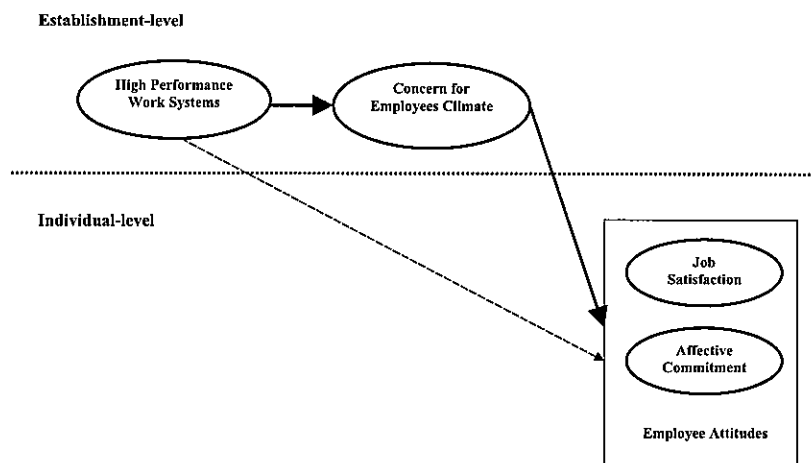 Establishment-level
High Performance
Work Systems
Concern for
Employees Climate
Individual-level
Job
Satisfaction
Affective
Commitment
Employee Attitudes